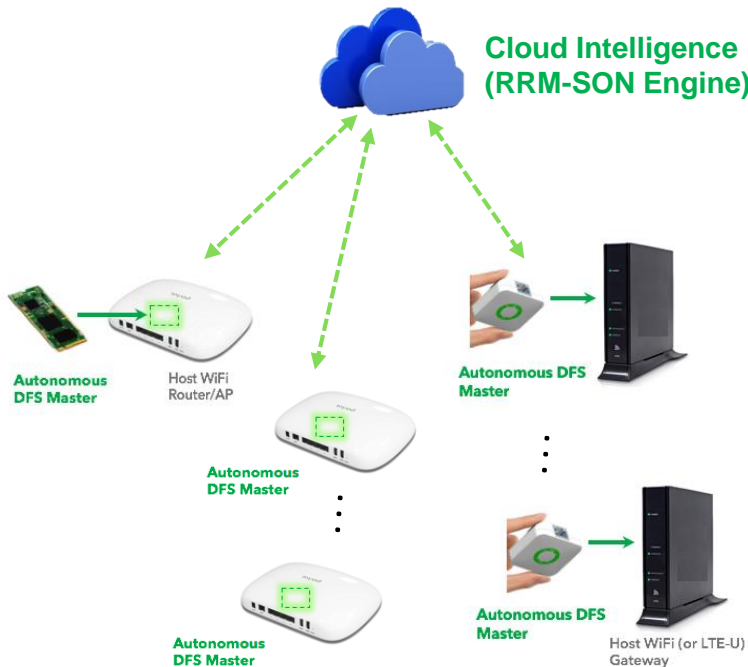 Cloud Intelligence
(RRM-SON Engine)
Autonomous
DFS Master
Host WiFi
Router/AP
Autonomous DFS
Master
Autonomous
DFS Master
Autonomous
DFS Master
Autonomous DFS
Master
Host WiFi (or LTE-U)
Gateway